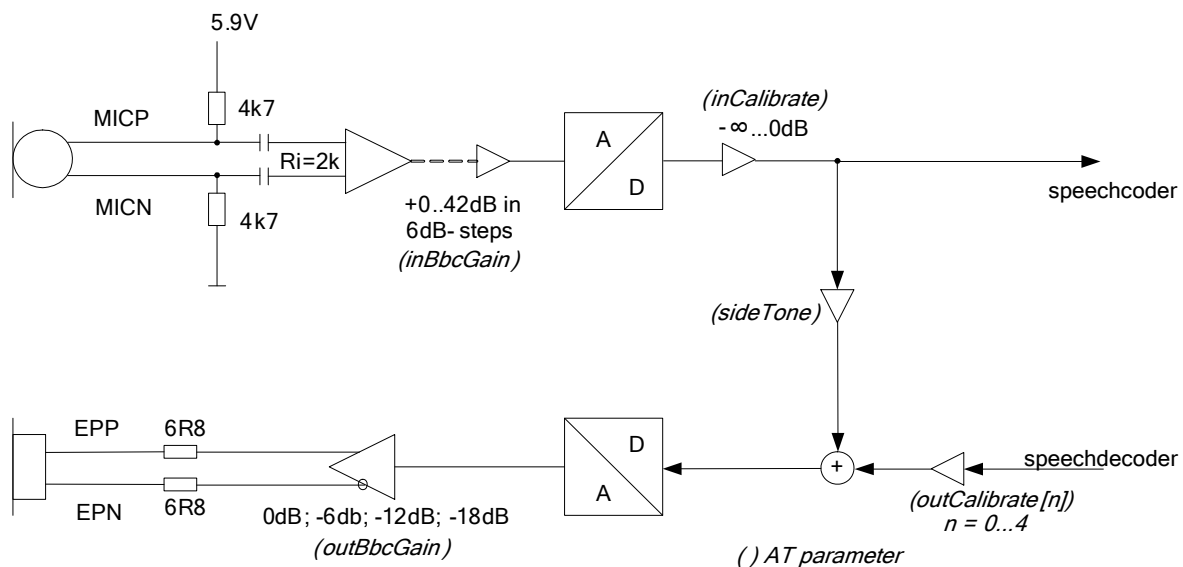 5.9V
4k7
MICP
Ri=2k
MICN
4k7
+0..42dB in
6dB- steps
(inBbcGain)
A
D
(inCalibrate)
- ∞...0dB
speechcoder
(sideTone)
EPP
6R8
EPN
6R8
0dB; -6db; -12dB; -18dB
(outBbcGain)
D
A
+
speechdecoder
(outCalibrate[n])
n = 0...4
( ) AT parameter